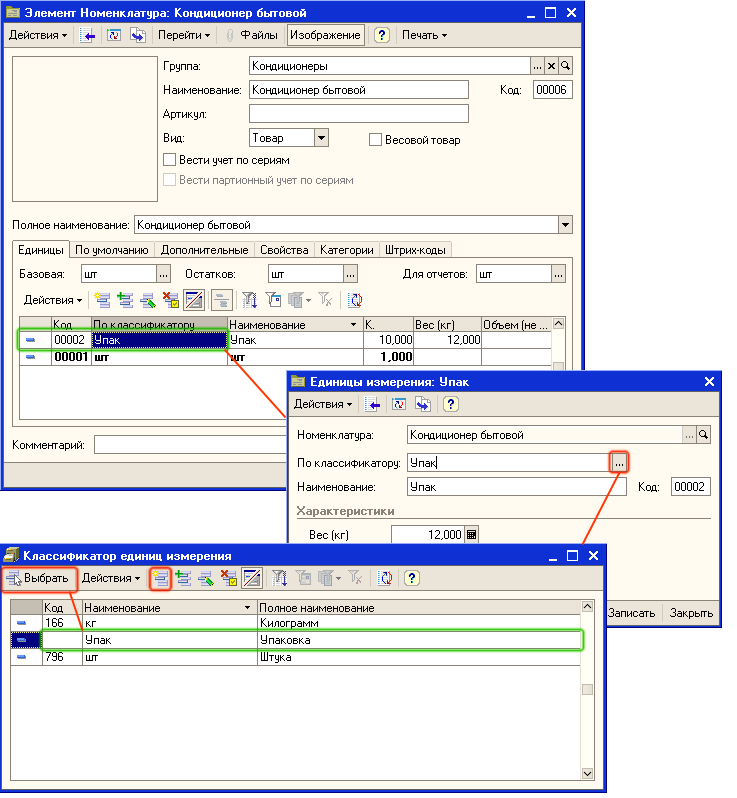 Элемент Номенклатура: Кондиционер бытовой
Действия Перейти Файлы Изображение ? Печать
Группа: Кондиционеры ... x
Наименование: Кондиционер бытовой Код: 00006
Артикул:
Вид: Товар Весовой товар
Вести учет по сериям
Вести партионный учет по сериям
Полное наименование: Кондиционер бытовой
Единицы По умолчанию Дополнительные Свойства Категории Штрих-коды
Базовая: шт ... Остатков: шт ... Для отчетов: шт ...
Действия
Код По классификатору Наименование К. Вес (кг) Объем (не ...
00002 Упак Упак 10,000 12,000
00001 шт шт 1,000
Комментарий:
Единицы измерения: Упак
Действия ?
Номенклатура: Кондиционер бытовой ...
По классификатору: Упак ...
Наименование: Упак Код: 00002
Характеристики
Вес (кг) 12,000
Записать Закрыть
Классификатор единиц измерения
Выбрать Действия ?
Код Наименование Полное наименование
166 кг Килограмм
Упак Упаковка
796 шт Штука